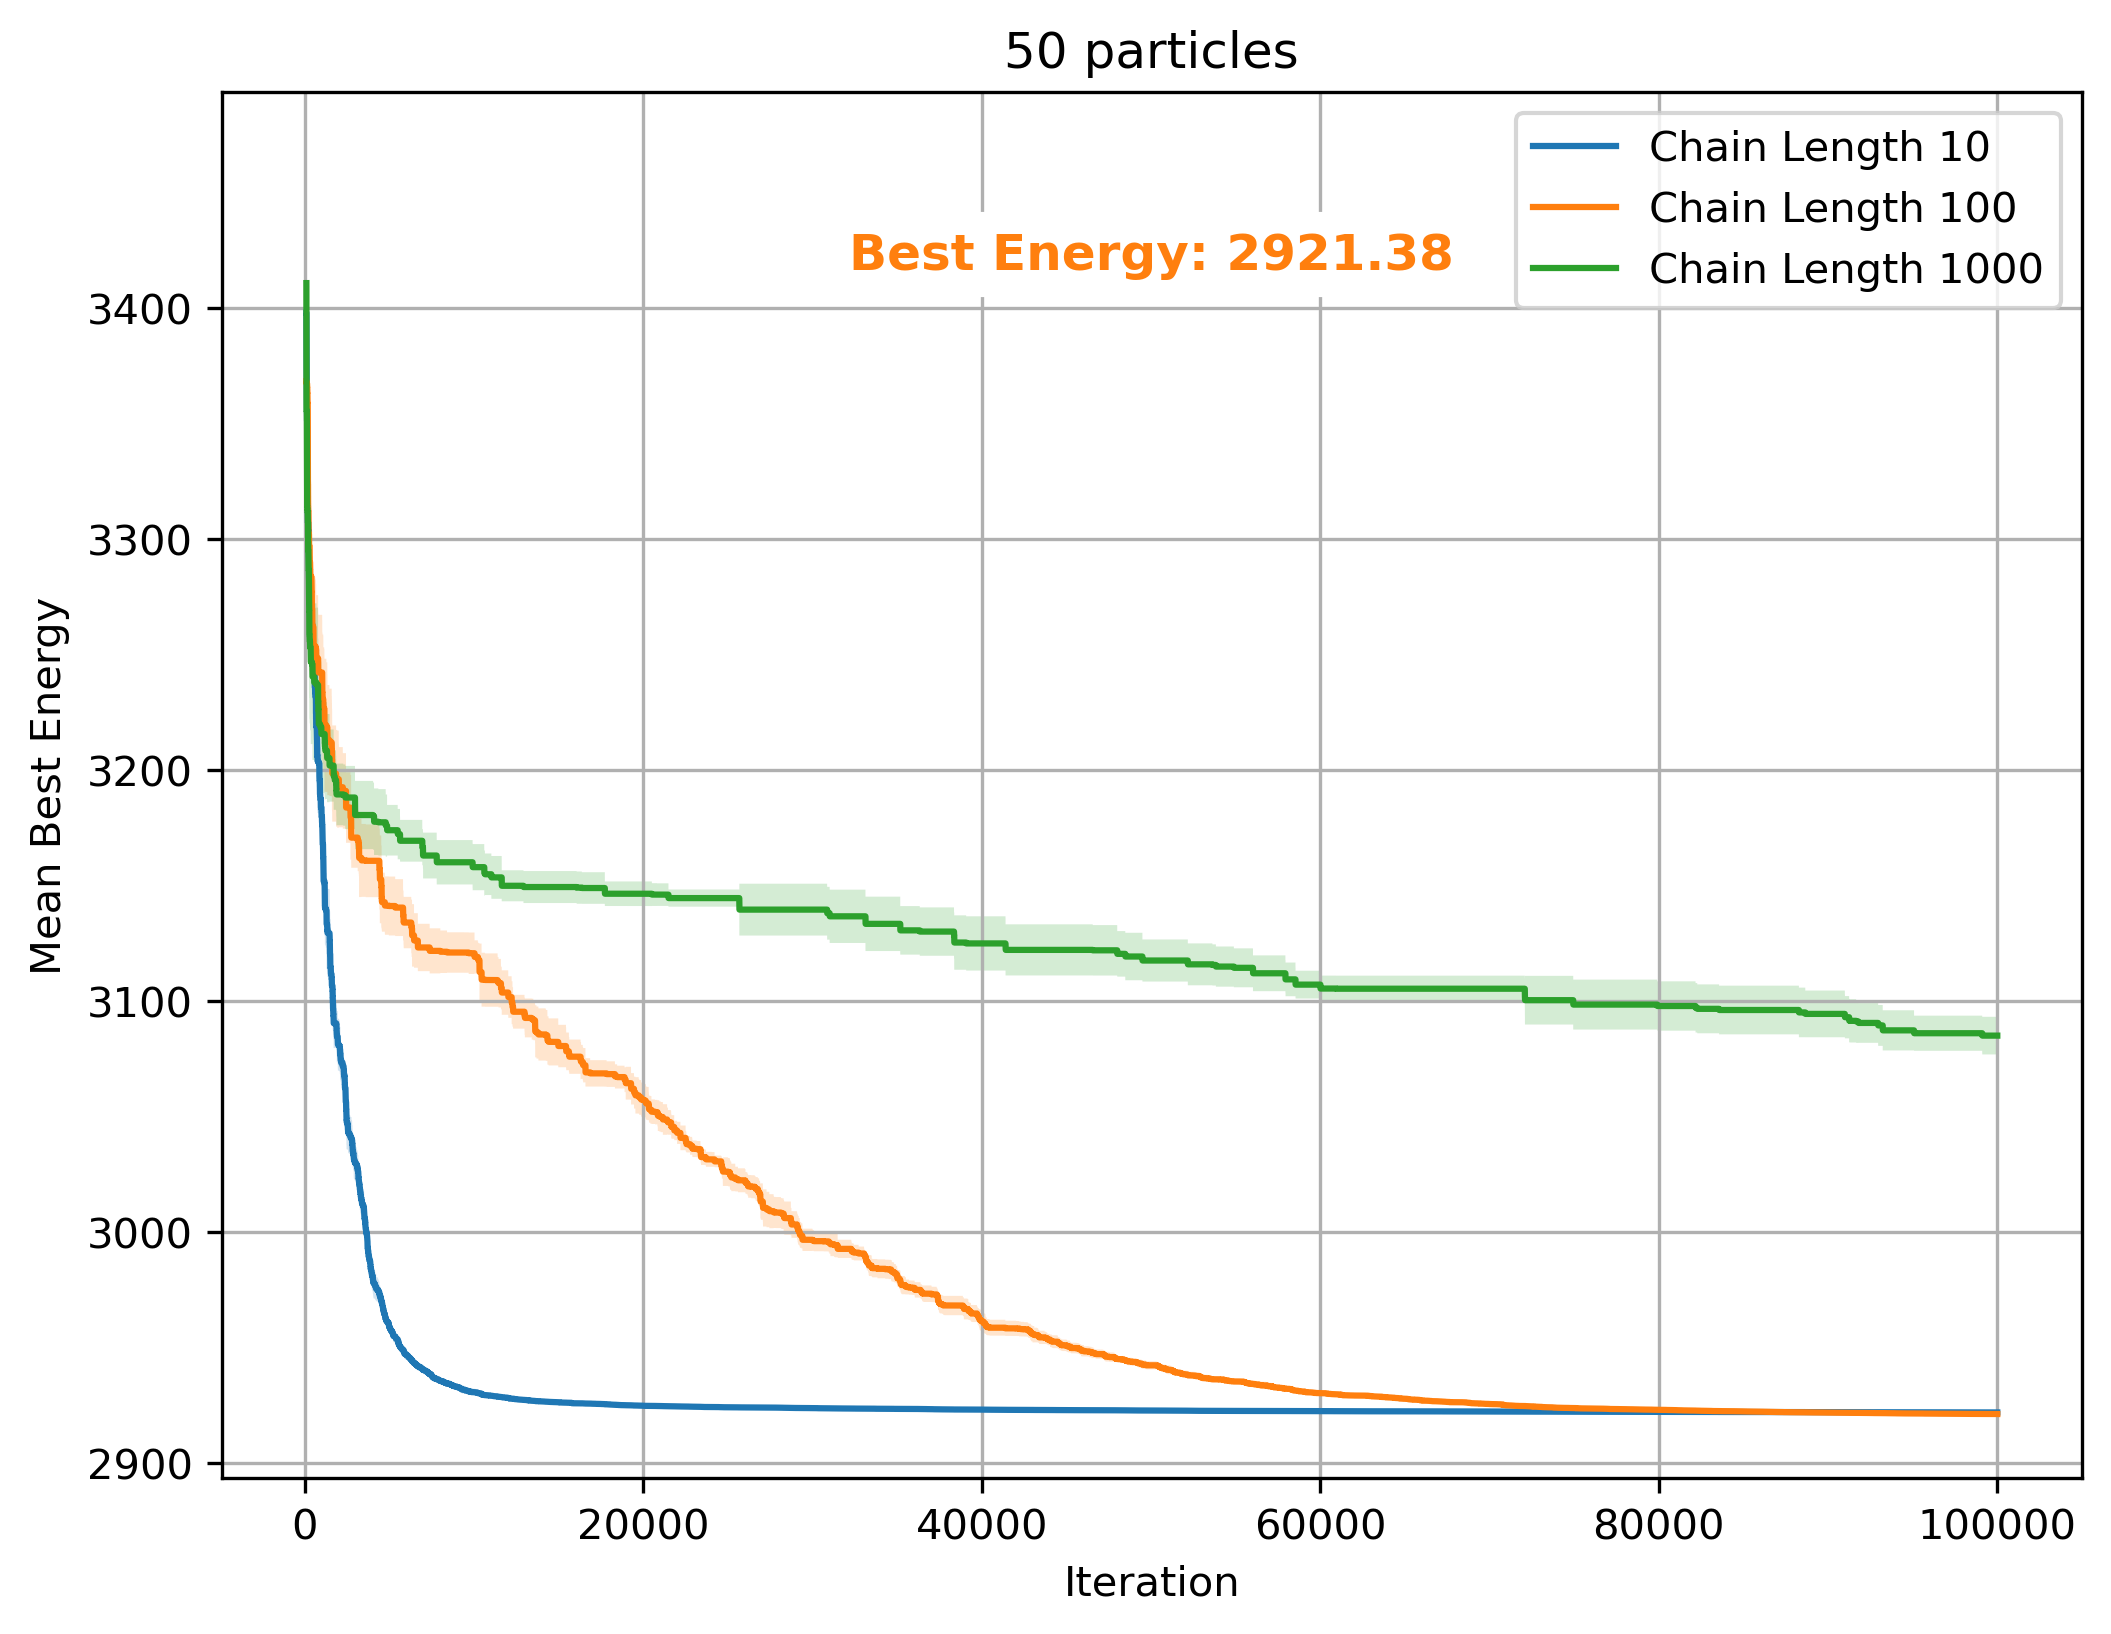 50 particles
Chain Length 10
Chain Length 100
Chain Length 1000
Best Energy: 2921.38
Mean Best Energy
3400
3300
3200
3100
3000
2900
0 20000 40000 60000 80000 100000
Iteration